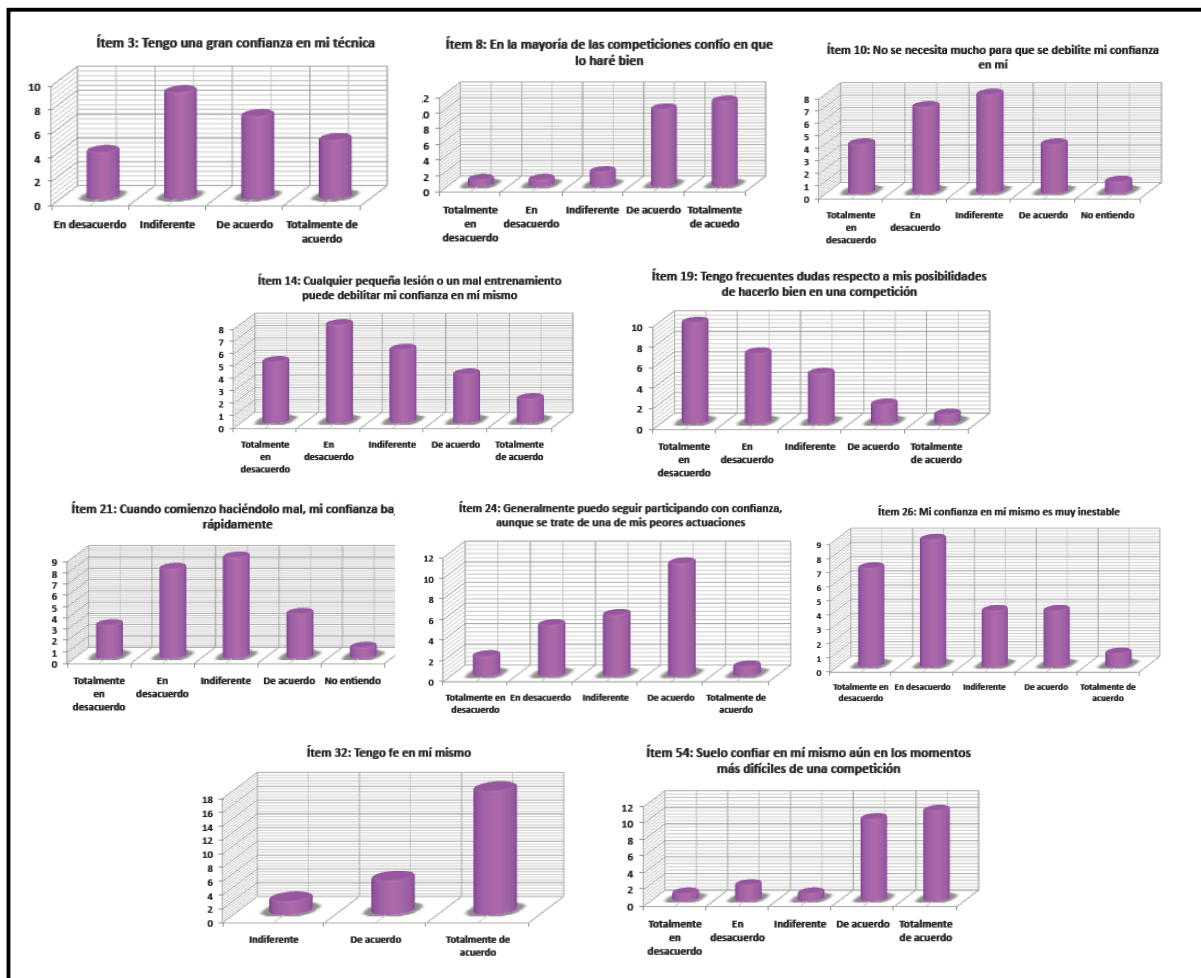 Ítem 3: Tengo una gran confianza en mi técnica
10
8
6
4
2
0
En desacuerdo Indiferente De acuerdo Totalmente de
acuerdo
Ítem 8: En la mayoría de las competiciones confío en que
lo haré bien
12
10
8
6
4
2
0
Totalmente En Indiferente De acuerdo Totalmente
en desacuerdo de acuedo
desacuerdo
Ítem 10: No se necesita mucho para que se debilite mi confianza
en mí
8
7
6
5
4
3
2
1
0
Totalmente En Indiferente De acuerdo No entiendo
en desacuerdo
desacuerdo
Ítem 14: Cualquier pequeña lesión o un mal entrenamiento
puede debilitar mi confianza en mí mismo
8
7
6
5
4
3
2
1
0
Totalmente En Indiferente De acuerdo Totalmente
en desacuerdo de acuerdo
desacuerdo
Ítem 19: Tengo frecuentes dudas respecto a mis posibilidades
de hacerlo bien en una competición
10
8
6
4
2
0
Totalmente En Indiferente De acuerdo Totalmente
en desacuerdo de acuerdo
desacuerdo
Ítem 21: Cuando comienzo haciéndolo mal, mi confianza baj
rápidamente
9
8
7
6
5
4
3
2
1
0
Totalmente En Indiferente De acuerdo No entiendo
en desacuerdo
desacuerdo
Ítem 24: Generalmente puedo seguir participando con confianza,
aunque se trate de una de mis peores actuaciones
12
10
8
6
4
2
0
Totalmente en En desacuerdo Indiferente De acuerdo Totalmente
desacuerdo de acuerdo
Ítem 26: Mi confianza en mí mismo es muy inestable
9
8
7
6
5
4
3
2
1
0
Totalmente en En desacuerdo Indiferente De acuerdo Totalmente de
desacuerdo acuerdo
Ítem 32: Tengo fe en mí mismo
18
16
14
12
10
8
6
4
2
0
Indiferente De acuerdo Totalmente de
acuerdo
Ítem 54: Suelo confiar en mí mismo aún en los momentos
más difíciles de una competición
12
10
8
6
4
2
0
Totalmente En Indiferente De acuerdo Totalmente
en desacuerdo de acuerdo
desacuerdo